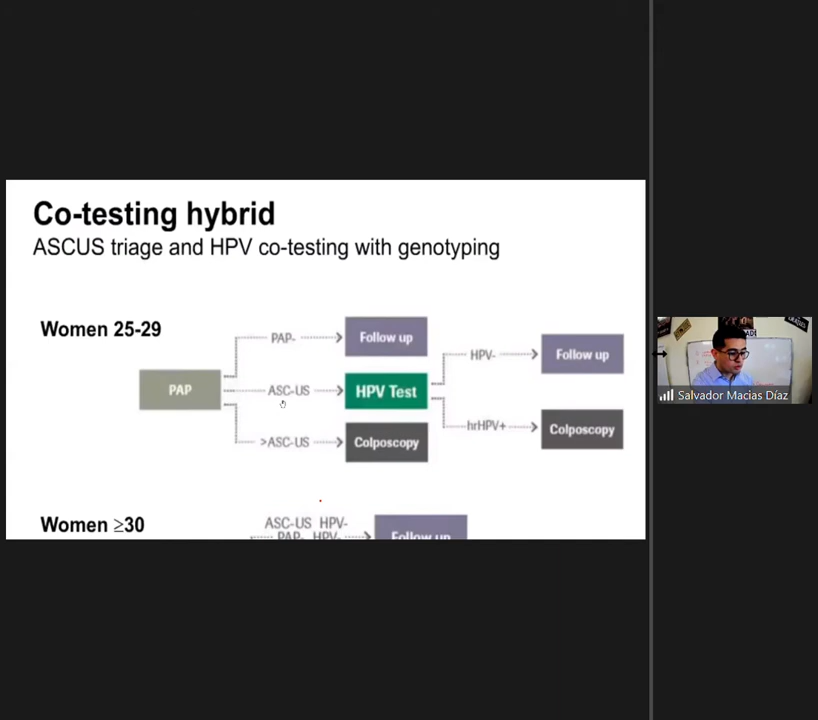 Co-testing hybrid
ASCUS triage and HPV co-testing with genotyping
Women 25-29
PAP
PAP-
Follow up
ASC-US
HPV Test
>ASC-US
Colposcopy
HPV-
Follow up
hrHPV+
Colposcopy
Women ≥30
ASC-US HPV-
PAP- HPV-
Follow up
Salvador Macias Díaz